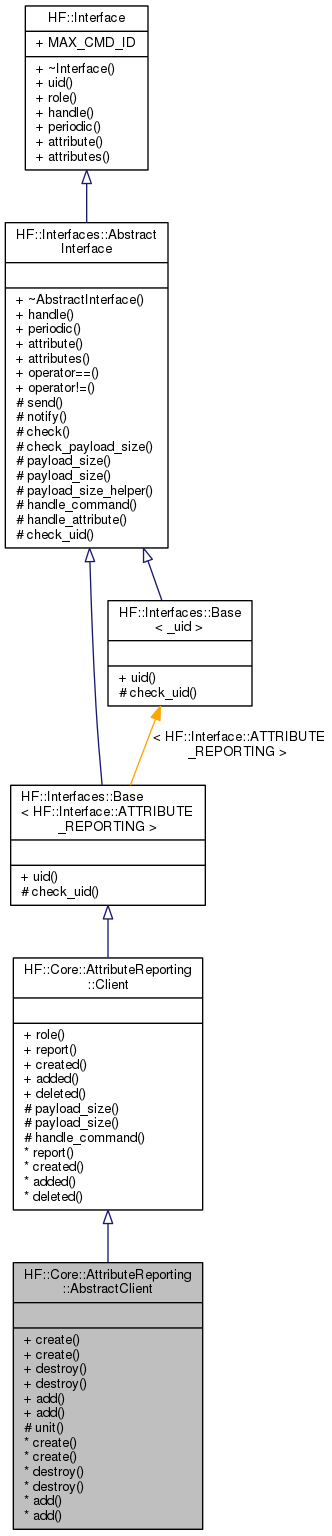 HF::Interface
+ MAX_CMD_ID
+ ~Interface()
+ uid()
+ role()
+ handle()
+ periodic()
+ attribute()
+ attributes()
HF::Interfaces::Abstract
Interface
+ ~AbstractInterface()
+ handle()
+ periodic()
+ attribute()
+ attributes()
+ operator==()
+ operator!=()
# send()
# notify()
# check()
# check_payload_size()
# payload_size()
# payload_size()
# payload_size_helper()
# handle_command()
# handle_attribute()
# check_uid()
HF::Interfaces::Base
< _uid >
+ uid()
# check_uid()
< HF::Interface::ATTRIBUTE
_REPORTING >
HF::Interfaces::Base
< HF::Interface::ATTRIBUTE
_REPORTING >
+ uid()
# check_uid()
HF::Core::AttributeReporting
::Client
+ role()
+ report()
+ created()
+ added()
+ deleted()
# payload_size()
# payload_size()
# handle_command()
* report()
* created()
* added()
* deleted()
HF::Core::AttributeReporting
::AbstractClient
+ create()
+ create()
+ destroy()
+ destroy()
+ add()
+ add()
# unit()
* create()
* create()
* destroy()
* destroy()
* add()
* add()